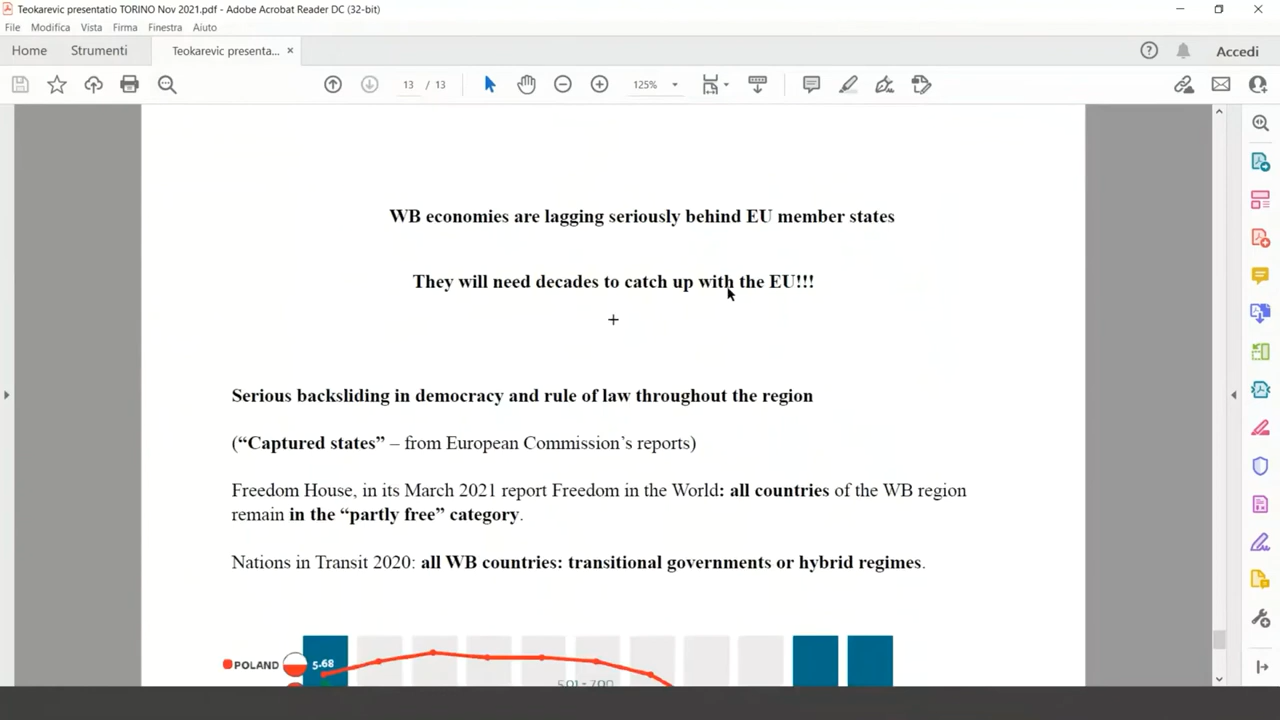 Teokarevic presentatio TORINO Nov 2021.pdf - Adobe Acrobat Reader DC (32-bit)
File Modifica Vista Firma Finestra Aiuto
Home Strumenti Teokarevic presenta... × Accedi
13 / 13 125%
WB economies are lagging seriously behind EU member states
They will need decades to catch up with the EU!!!
+
Serious backsliding in democracy and rule of law throughout the region
(“Captured states” – from European Commission’s reports)
Freedom House, in its March 2021 report Freedom in the World: all countries of the WB region
remain in the “partly free” category.
Nations in Transit 2020: all WB countries: transitional governments or hybrid regimes.
POLAND 5.68
5.01 - 7.00